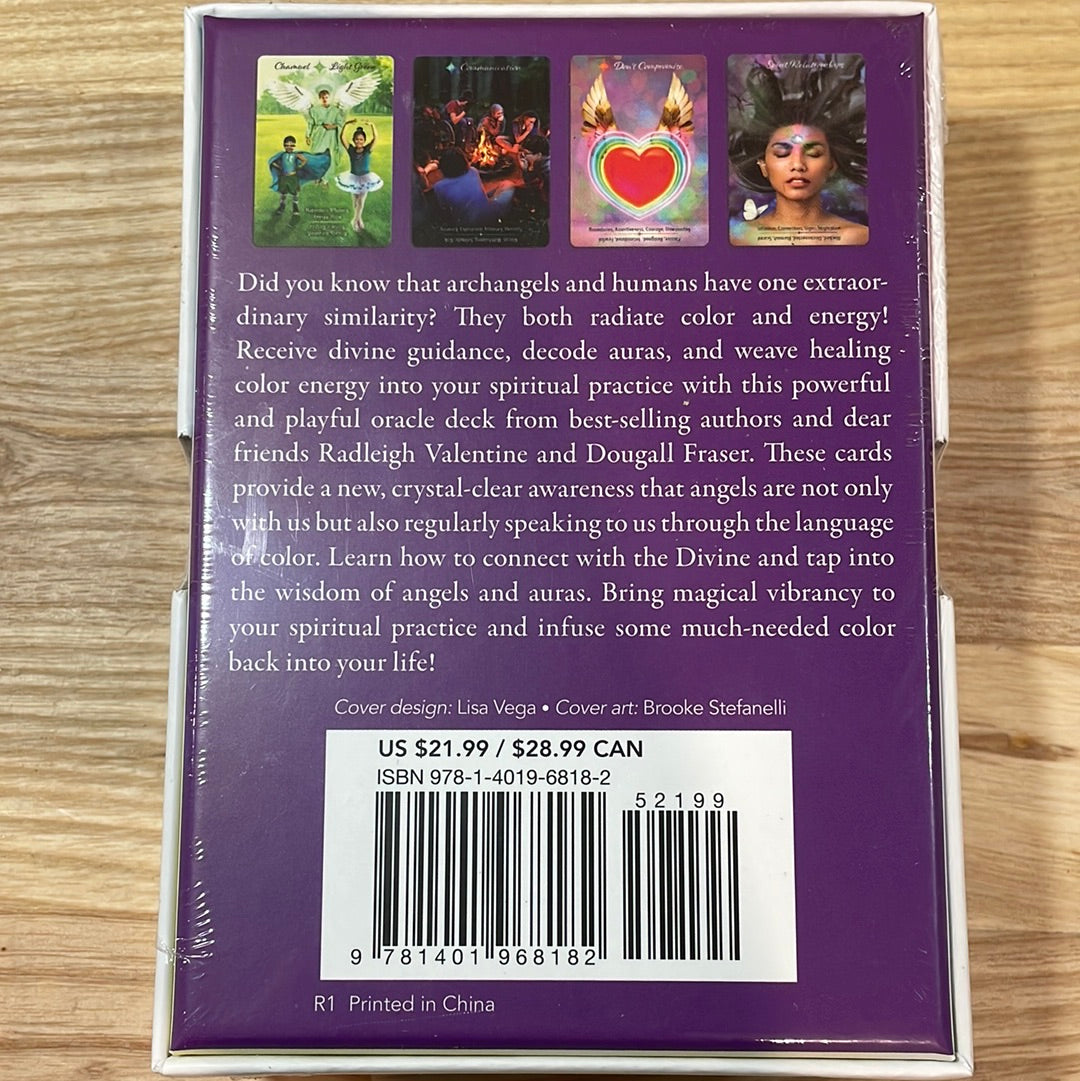 Chamuel Light Green
Communication
Don't Compromise
Spirit Relationships
Did you know that archangels and humans have one extraor-
dinary similarity? They both radiate color and energy!
Receive divine guidance, decode auras, and weave healing
color energy into your spiritual practice with this powerful
and playful oracle deck from best-selling authors and dear
friends Radleigh Valentine and Dougall Fraser. These cards
provide a new, crystal-clear awareness that angels are not only
with us but also regularly speaking to us through the language
of color. Learn how to connect with the Divine and tap into
the wisdom of angels and auras. Bring magical vibrancy to
your spiritual practice and infuse some much-needed color
back into your life!
Cover design: Lisa Vega • Cover art: Brooke Stefanelli
US $21.99 / $28.99 CAN
ISBN 978-1-4019-6818-2
52199
9 781401 968182
R1 Printed in China